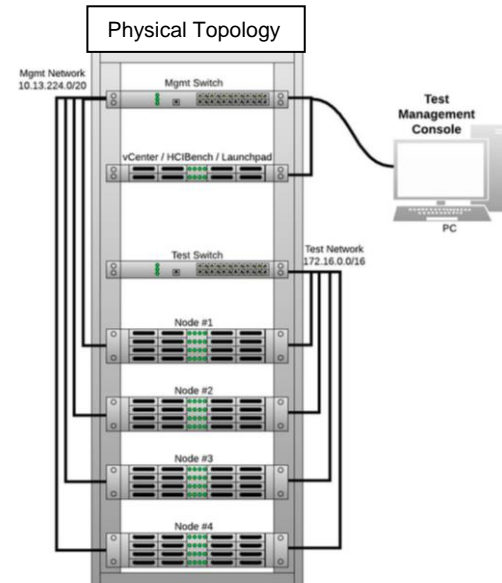 Physical Topology
Mgmt Network
10.13.224.0/20
Mgmt Switch
Test
Management
Console
vCenter / HCIBench / Launchpad
PC
Test Switch
Test Network
172.16.0.0/16
Node #1
Node #2
Node #3
Node #4